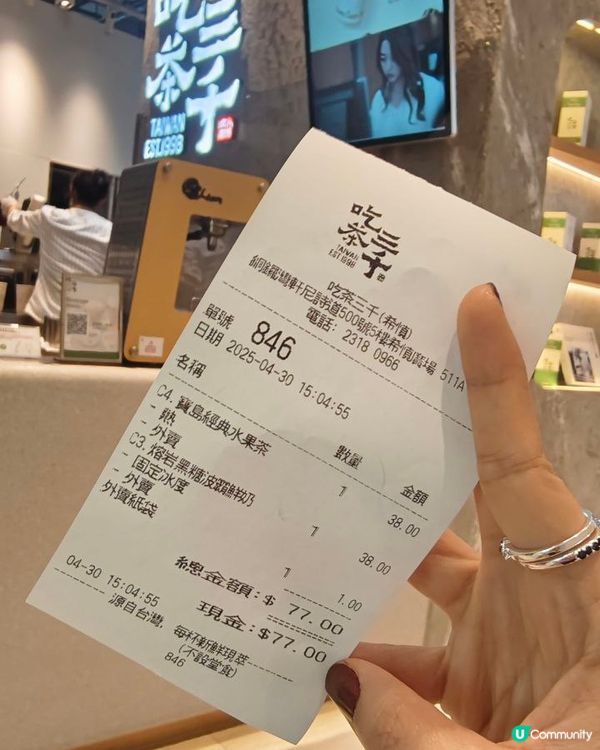 吃茶三千
TAIWAN
EST.1998
吃茶三千
TAIWAN
EST.1998
吃茶三千(希慎)
銅鑼灣軒尼詩道500號5樓希慎廣場 511A
電話: 2318 0966
單號 846
日期 2025-04-30 15:04:55
名稱 數量 金額
C4. 寶島經典水果茶 1 38.00
- 熱
- 外賣
C3. 熔岩黑糖波霸鮮奶 1 38.00
- 固定冰度
- 外賣
外賣紙袋 1 1.00
總金額:$ 77.00
現金:$77.00
04-30 15:04:55
源自台灣, 每杯新鮮現萃
(不設堂食)
846
U Community